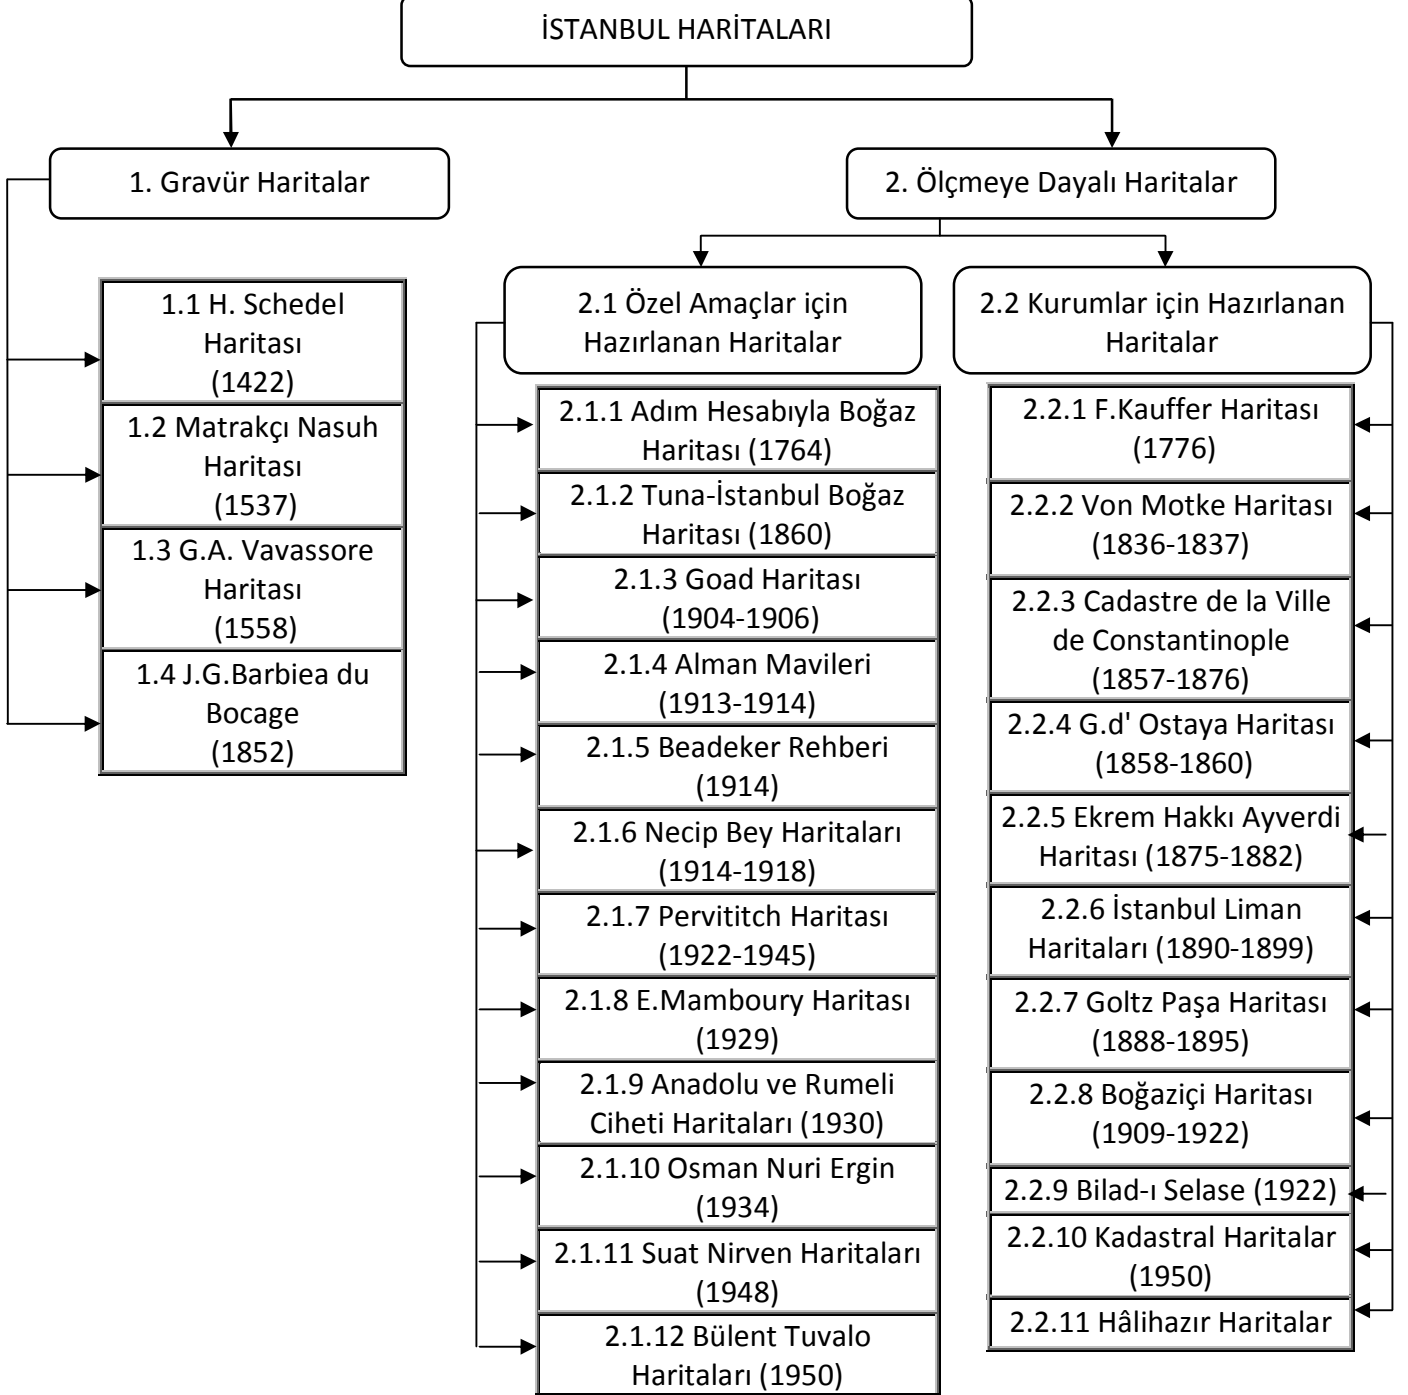 İSTANBUL HARİTALARI
1. Gravür Haritalar
1.1 H. Schedel
Haritası
(1422)
1.2 Matrakçı Nasuh
Haritası
(1537)
1.3 G.A. Vavassore
Haritası
(1558)
1.4 J.G.Barbiea du
Bocage
(1852)
2. Ölçmeye Dayalı Haritalar
2.1 Özel Amaçlar için
Hazırlanan Haritalar
2.1.1 Adım Hesabıyla Boğaz
Haritası (1764)
2.1.2 Tuna-İstanbul Boğaz
Haritası (1860)
2.1.3 Goad Haritası
(1904-1906)
2.1.4 Alman Mavileri
(1913-1914)
2.1.5 Beadeker Rehberi
(1914)
2.1.6 Necip Bey Haritaları
(1914-1918)
2.1.7 Pervititch Haritası
(1922-1945)
2.1.8 E.Mamboury Haritası
(1929)
2.1.9 Anadolu ve Rumeli
Ciheti Haritaları (1930)
2.1.10 Osman Nuri Ergin
(1934)
2.1.11 Suat Nirven Haritaları
(1948)
2.1.12 Bülent Tuvalo
Haritaları (1950)
2.2 Kurumlar için Hazırlanan
Haritalar
2.2.1 F.Kauffer Haritası
(1776)
2.2.2 Von Motke Haritası
(1836-1837)
2.2.3 Cadastre de la Ville
de Constantinople
(1857-1876)
2.2.4 G.d' Ostaya Haritası
(1858-1860)
2.2.5 Ekrem Hakkı Ayverdi
Haritası (1875-1882)
2.2.6 İstanbul Liman
Haritaları (1890-1899)
2.2.7 Goltz Paşa Haritası
(1888-1895)
2.2.8 Boğaziçi Haritası
(1909-1922)
2.2.9 Bilad-ı Selase (1922)
2.2.10 Kadastral Haritalar
(1950)
2.2.11 Hâlihazır Haritalar